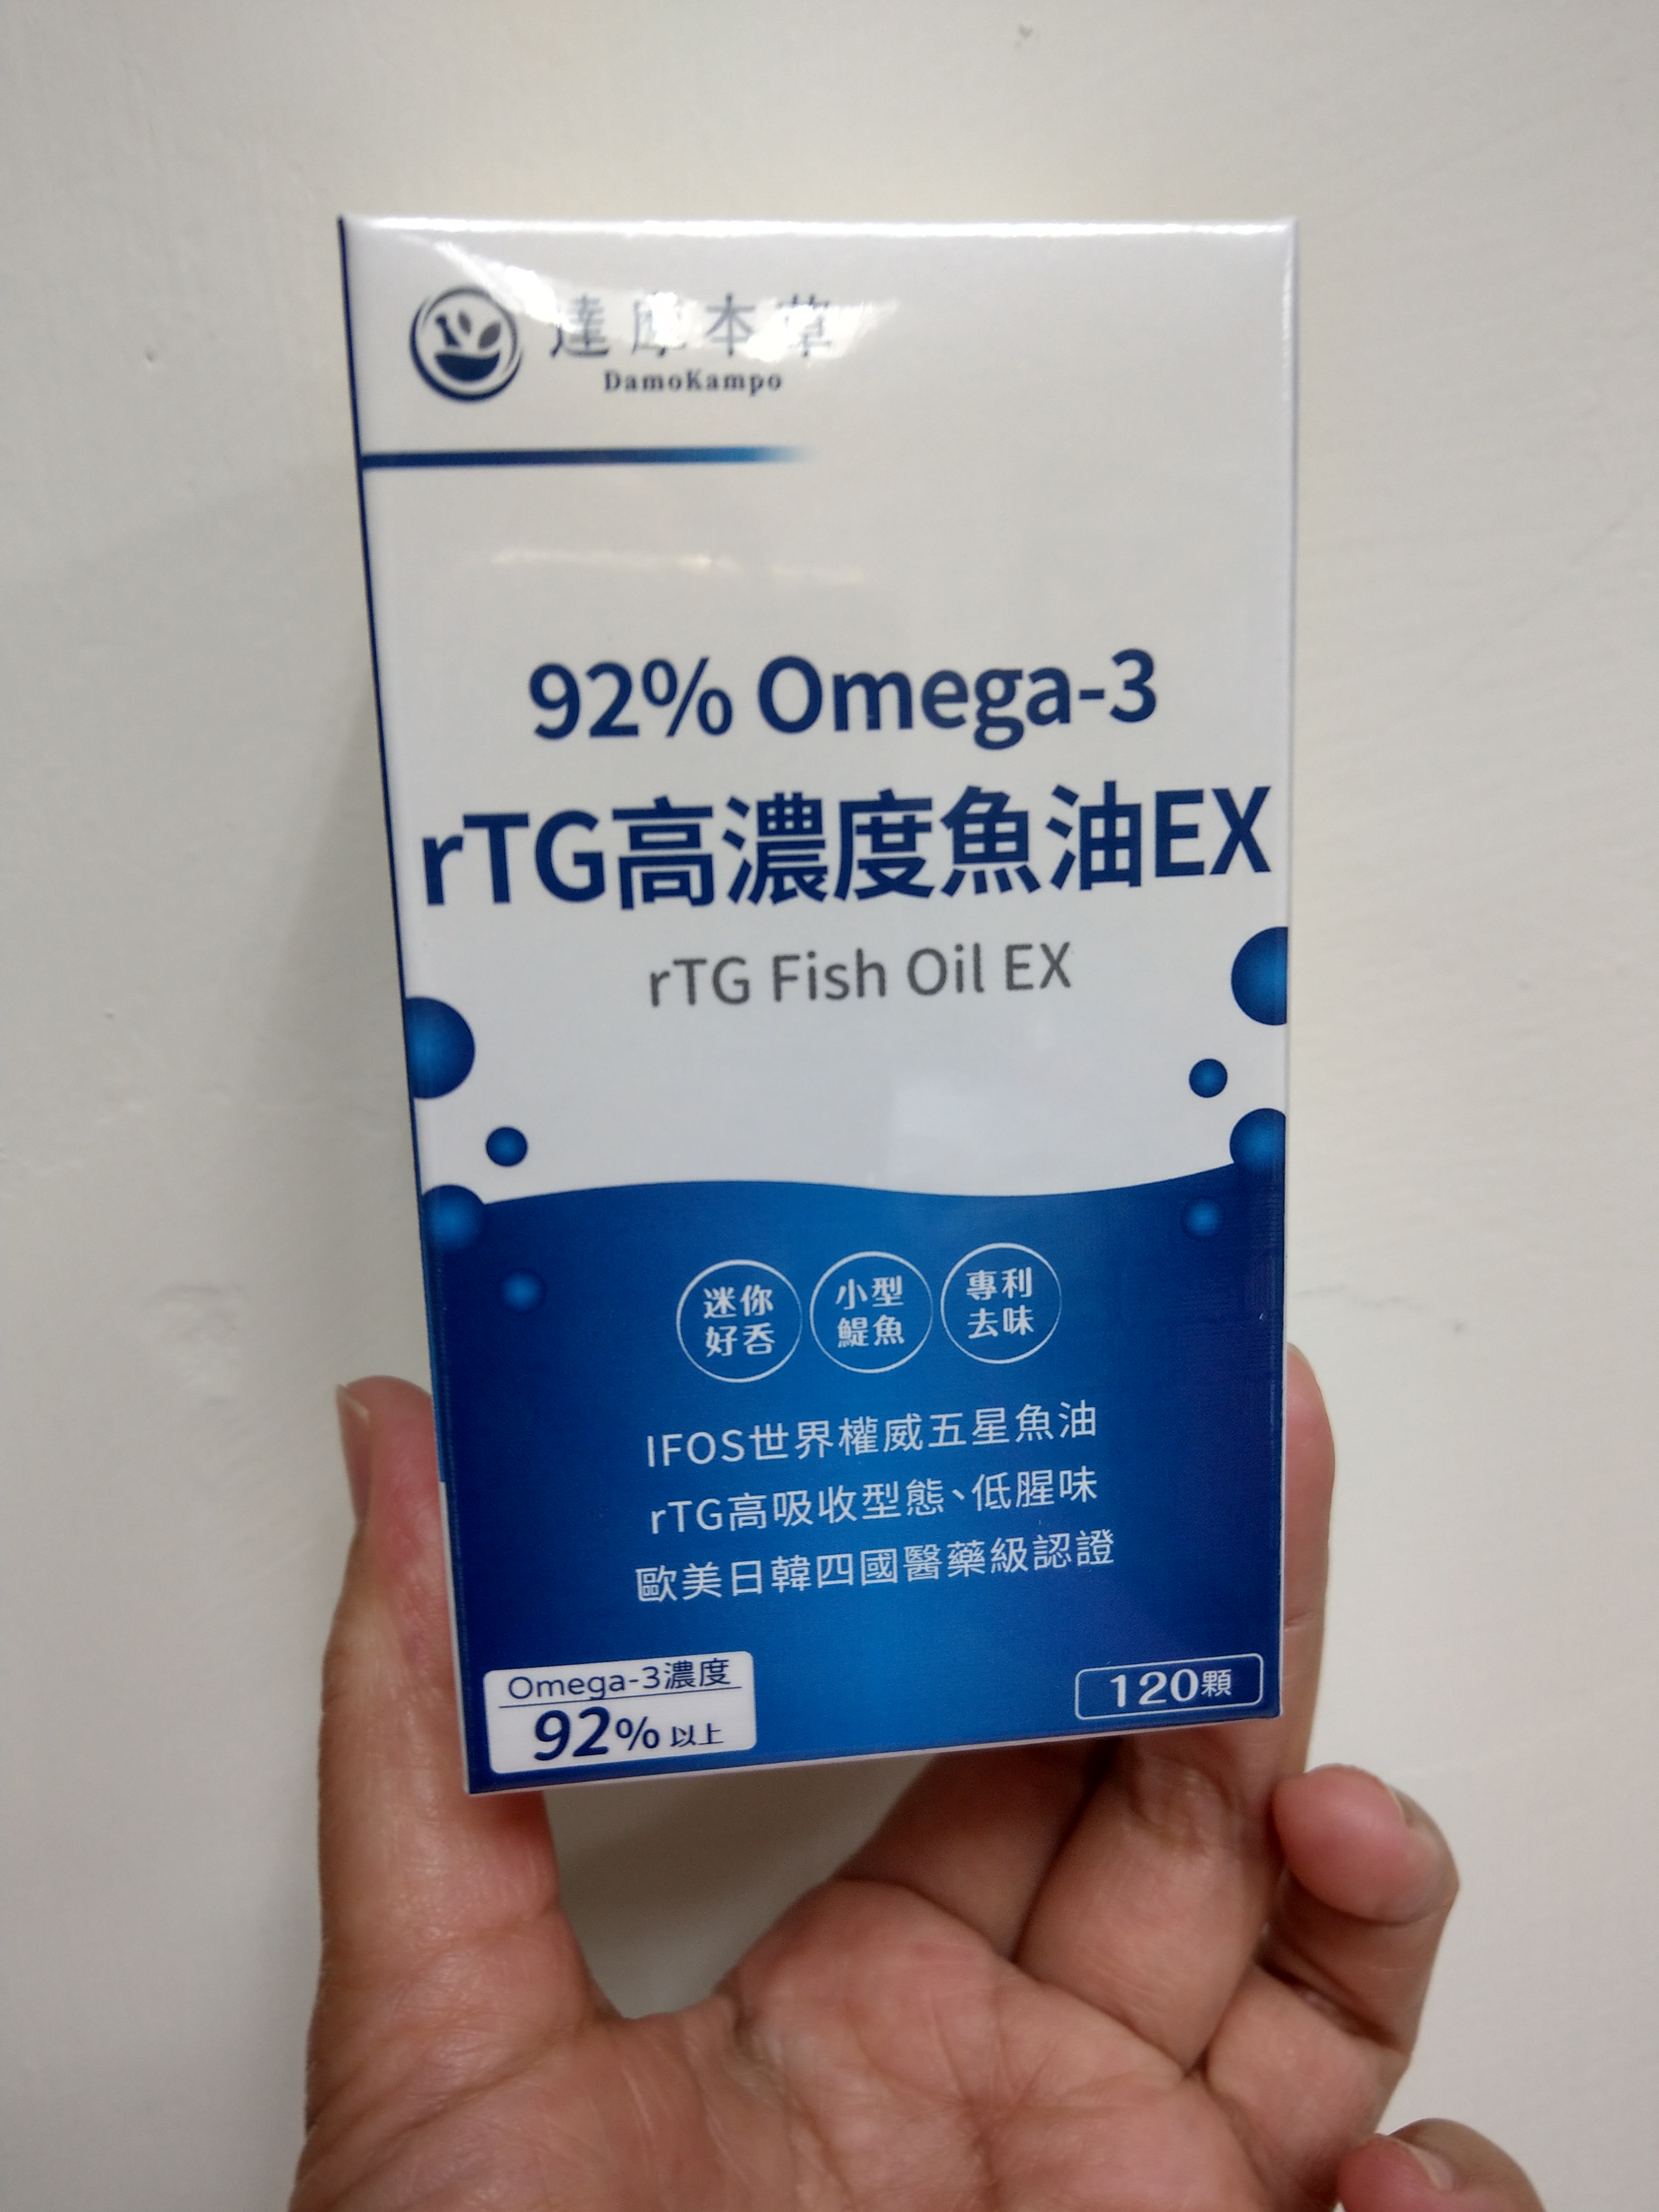 達摩本草
DamoKampo
92% Omega-3
rTG高濃度魚油EX
rTG Fish Oil EX
迷你
好吞
小型
鯷魚
專利
去味
IFOS世界權威五星魚油
rTG高吸收型態、低腥味
歐美日韓四國醫藥級認證
Omega-3濃度
92% 以上
120顆